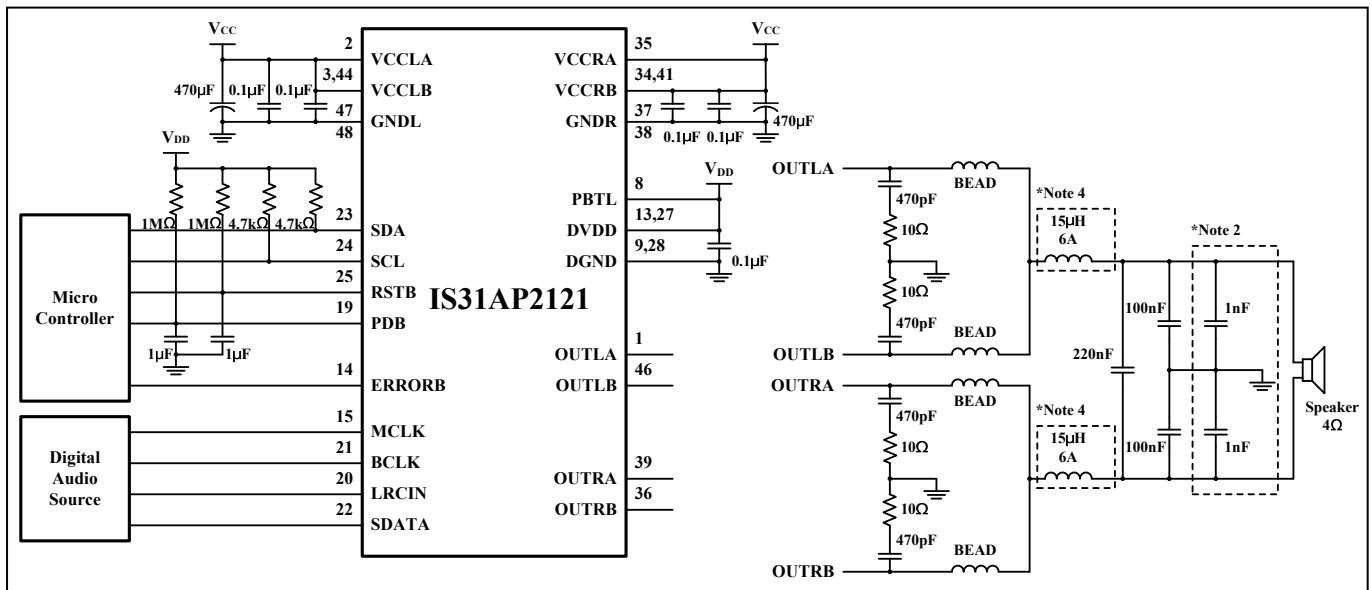 VCC
470µF
0.1µF
0.1µF
2
VCCLA
3,44
VCCLB
47
GNDL
48
VDD
1MΩ
1MΩ
4.7kΩ
4.7kΩ
23
SDA
24
SCL
25
RSTB
19
PDB
1µF
1µF
14
ERRORB
15
MCLK
21
BCLK
20
LRCIN
22
SDATA
Micro
Controller
Digital
Audio
Source
IS31AP2121
VCC
35
VCCRA
34,41
VCCRB
37
GNDR
38
0.1µF
0.1µF
470µF
VDD
8
PBTL
13,27
DVDD
9,28
DGND
0.1µF
1
OUTLA
46
OUTLB
39
OUTRA
36
OUTRB
OUTLA
BEAD
470pF
10Ω
10Ω
470pF
OUTLB
BEAD
OUTRA
BEAD
470pF
10Ω
10Ω
470pF
OUTRB
BEAD
*Note 4
15µH
6A
*Note 4
15µH
6A
*Note 2
220nF
100nF
100nF
1nF
1nF
Speaker
4Ω